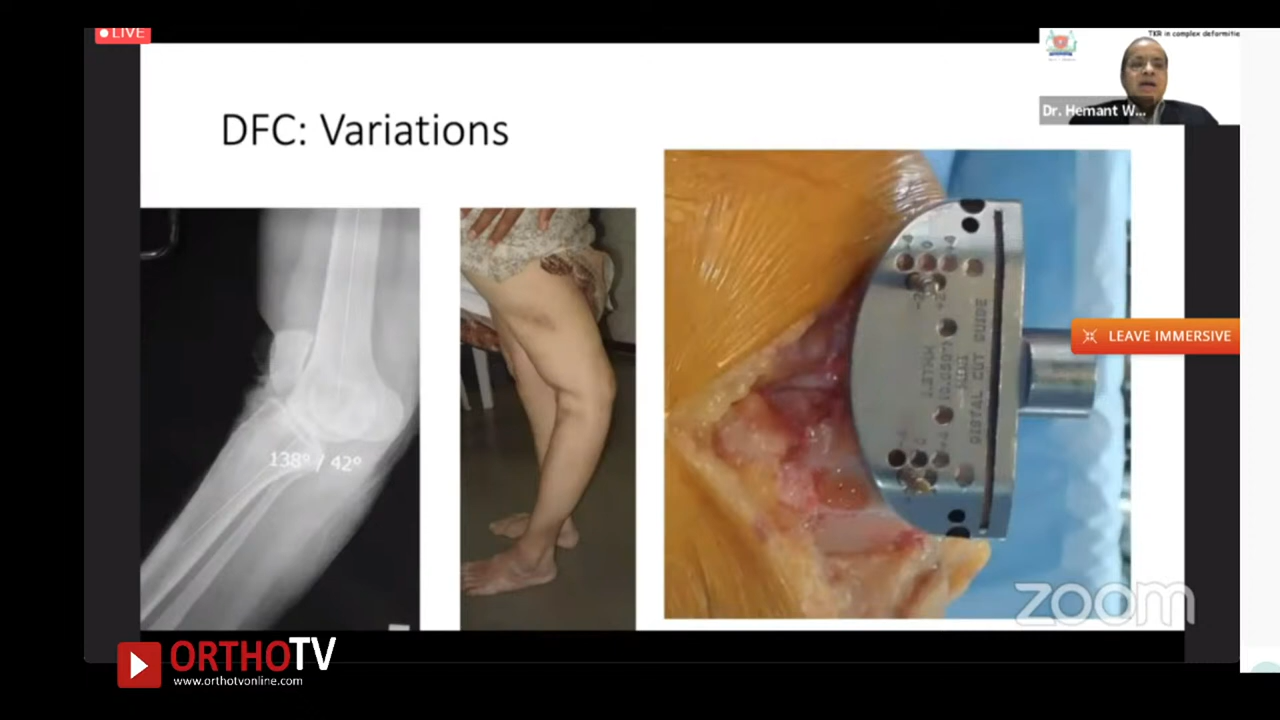 LIVE
TKR in complex deformitie
Dr. Hemant W...
DFC: Variations
LEAVE IMMERSIVE
DISTAL CUT GUIDE
138° / 42°
zoom
ORTHOTV
www.orthotvonline.com